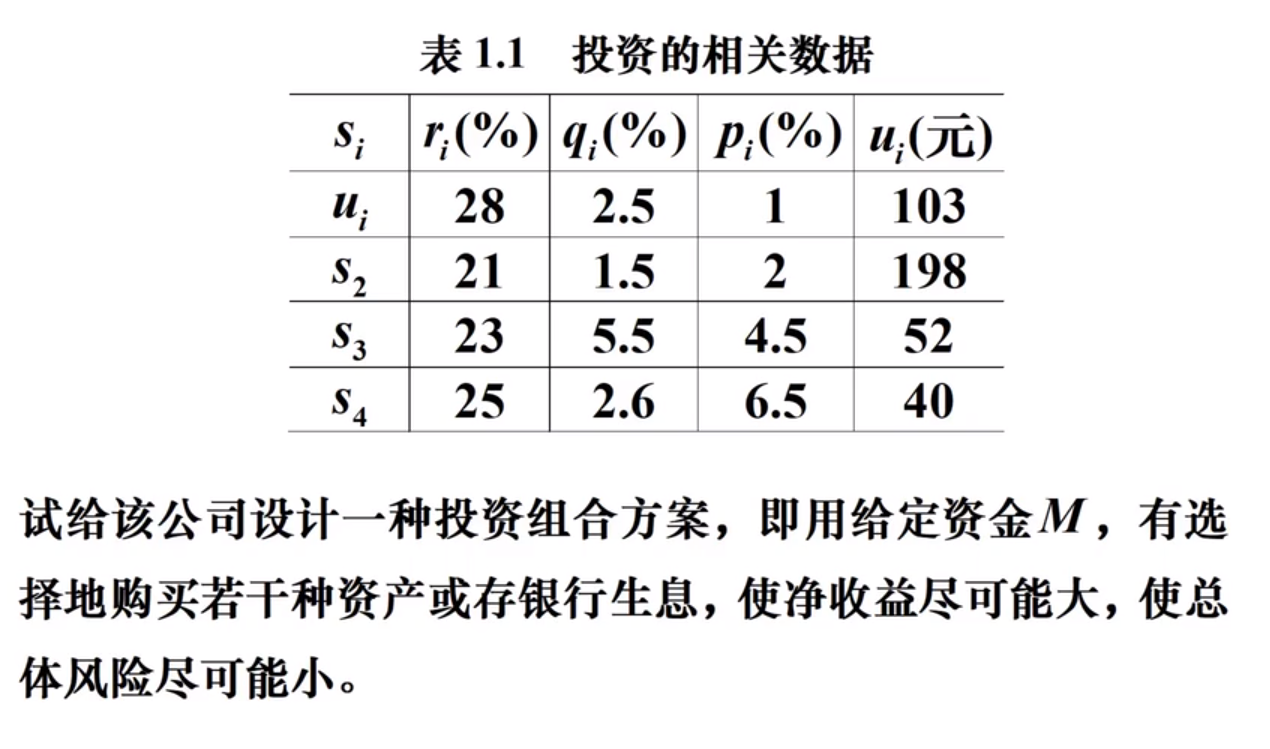 表 1.1 投资的相关数据
s_i r_i(%) q_i(%) p_i(%) u_i(元)
u_i 28 2.5 1 103
s_2 21 1.5 2 198
s_3 23 5.5 4.5 52
s_4 25 2.6 6.5 40
试给该公司设计一种投资组合方案，即用给定资金M，有选
择地购买若干种资产或存银行生息，使净收益尽可能大，使总
体风险尽可能小。